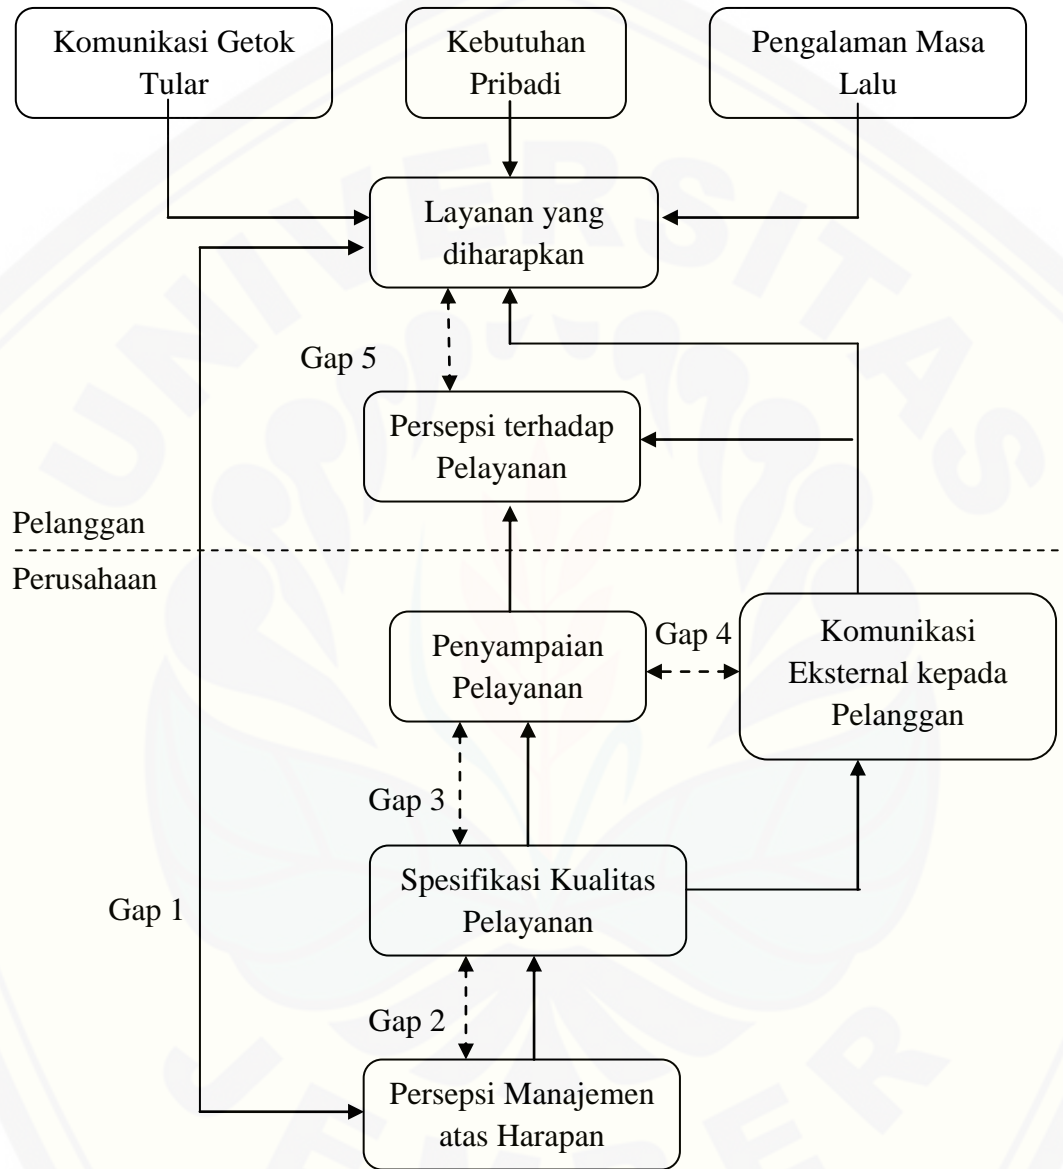 Komunikasi Getok
Tular
Kebutuhan
Pribadi
Pengalaman Masa
Lalu
Layanan yang
diharapkan
Gap 5
Persepsi terhadap
Pelayanan
Pelanggan
Perusahaan
Penyampaian
Pelayanan
Gap 4
Komunikasi
Eksternal kepada
Pelanggan
Gap 3
Spesifikasi Kualitas
Pelayanan
Gap 1
Gap 2
Persepsi Manajemen
atas Harapan
UNIVERSITAS
JEMBER